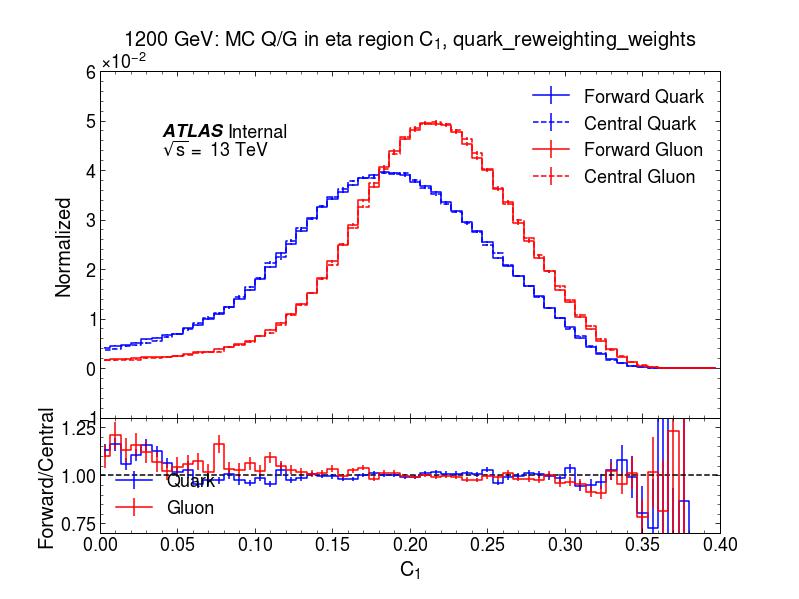 1200 GeV: MC Q/G in eta region C₁, quark_reweighting_weights
×10⁻²
6
5
4
3
2
1
0
−1
Normalized
ATLAS Internal
√s = 13 TeV
Forward Quark
Central Quark
Forward Gluon
Central Gluon
Forward/Central
1.25
1.00
0.75
Quark
Gluon
0.00 0.05 0.10 0.15 0.20 0.25 0.30 0.35 0.40
C₁